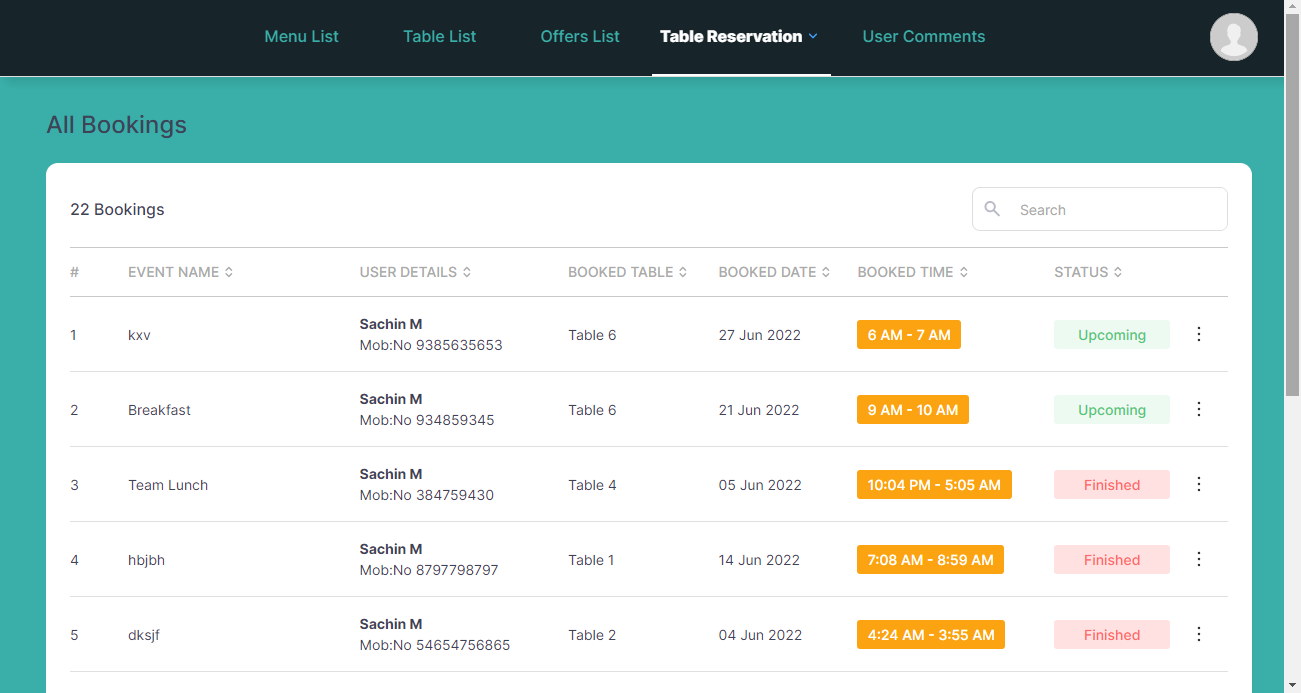 Menu List Table List Offers List Table Reservation User Comments
All Bookings
22 Bookings Search
# EVENT NAME USER DETAILS BOOKED TABLE BOOKED DATE BOOKED TIME STATUS
1 kxv Sachin M Mob:No 9385635653 Table 6 27 Jun 2022 6 AM - 7 AM Upcoming
2 Breakfast Sachin M Mob:No 934859345 Table 6 21 Jun 2022 9 AM - 10 AM Upcoming
3 Team Lunch Sachin M Mob:No 384759430 Table 4 05 Jun 2022 10:04 PM - 5:05 AM Finished
4 hbjbh Sachin M Mob:No 8797798797 Table 1 14 Jun 2022 7:08 AM - 8:59 AM Finished
5 dksjf Sachin M Mob:No 54654756865 Table 2 04 Jun 2022 4:24 AM - 3:55 AM Finished